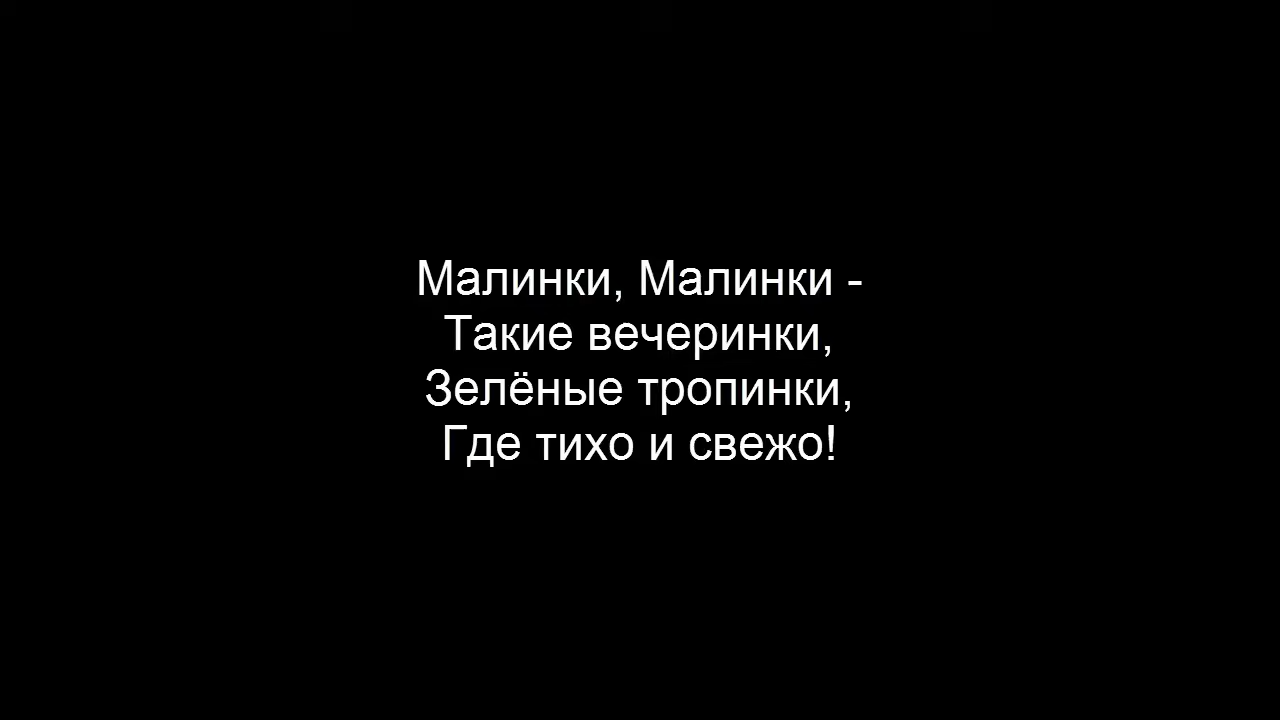 Малинки, Малинки -
Такие вечеринки,
Зелёные тропинки,
Где тихо и свежо!